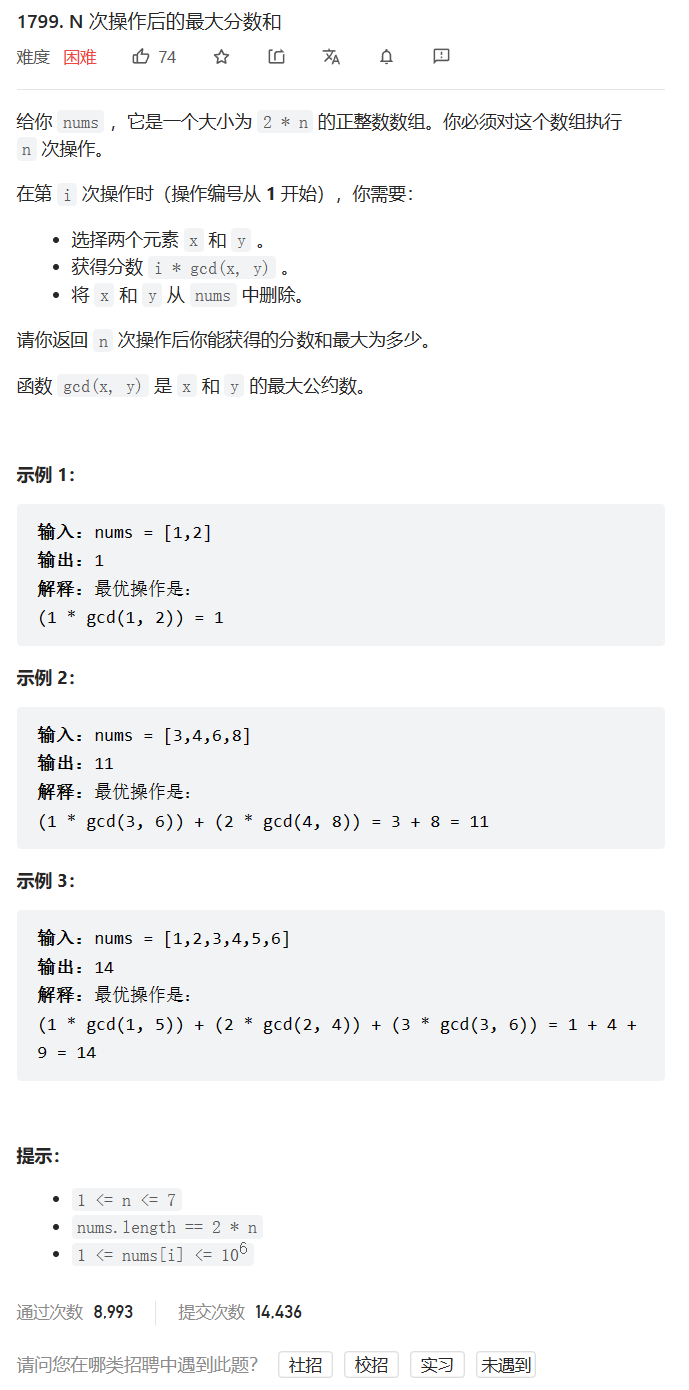 1799. N 次操作后的最大分数和
难度 困难 74
给你 nums ，它是一个大小为 2 * n 的正整数数组。你必须对这个数组执行
n 次操作。
在第 i 次操作时（操作编号从 1 开始），你需要：
选择两个元素 x 和 y 。
获得分数 i * gcd(x, y) 。
将 x 和 y 从 nums 中删除。
请你返回 n 次操作后你能获得的分数和最大为多少。
函数 gcd(x, y) 是 x 和 y 的最大公约数。
示例 1：
输入：nums = [1,2]
输出：1
解释：最优操作是：
(1 * gcd(1, 2)) = 1
示例 2：
输入：nums = [3,4,6,8]
输出：11
解释：最优操作是：
(1 * gcd(3, 6)) + (2 * gcd(4, 8)) = 3 + 8 = 11
示例 3：
输入：nums = [1,2,3,4,5,6]
输出：14
解释：最优操作是：
(1 * gcd(1, 5)) + (2 * gcd(2, 4)) + (3 * gcd(3, 6)) = 1 + 4 +
9 = 14
提示：
1 <= n <= 7
nums.length == 2 * n
1 <= nums[i] <= 10^6
通过次数 8,993 提交次数 14,436
请问您在哪类招聘中遇到此题？ 社招 校招 实习 未遇到